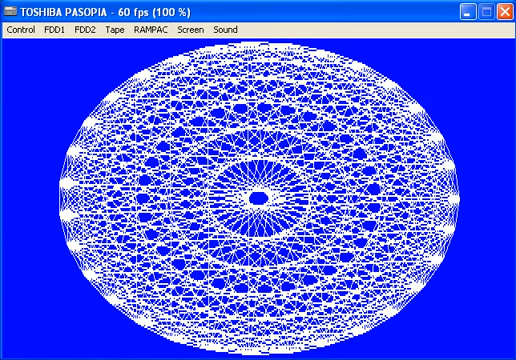 TOSHIBA PASOPIA - 60 fps (100 %)
Control FDD1 FDD2 Tape RAMPAC Screen Sound